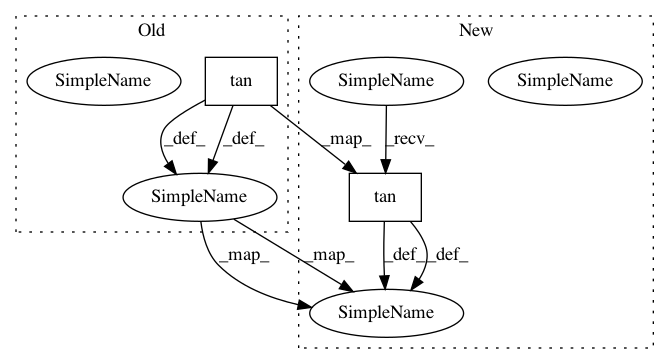 Old
New
SimpleName
tan
SimpleName
SimpleName
_def_
_def_
_map_
_recv_
SimpleName
tan
_map_
_map_
_def_
_def_
SimpleName